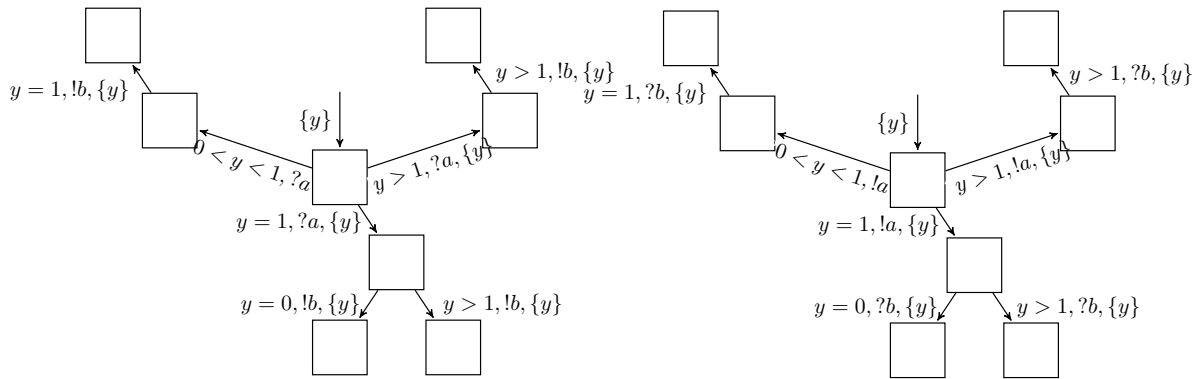 y = 1, !b, {y}
y > 1, !b, {y}
{y}
0 < y < 1, ?a
y > 1, ?a, {y}
y = 1, ?a, {y}
y = 0, !b, {y}
y > 1, !b, {y}
y = 1, ?b, {y}
y > 1, ?b, {y}
{y}
0 < y < 1, !a
y > 1, !a, {y}
y = 1, !a, {y}
y = 0, ?b, {y}
y > 1, ?b, {y}